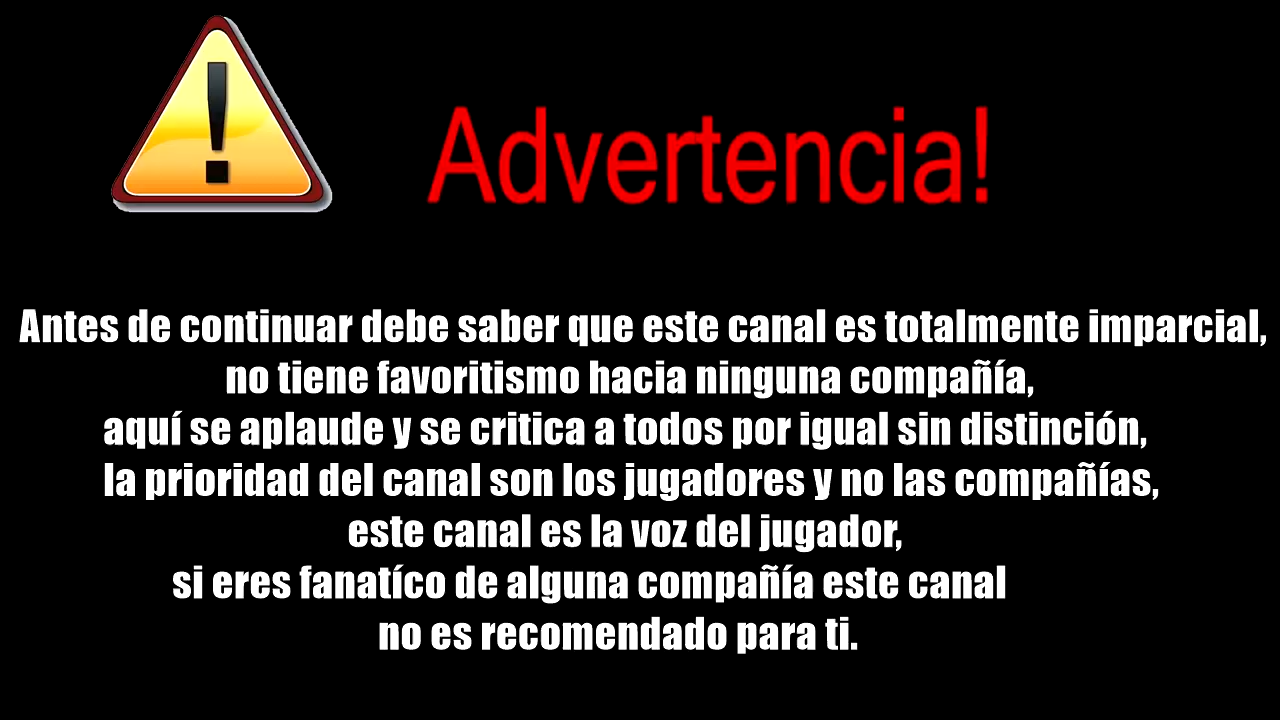 Advertencia!
Antes de continuar debe saber que este canal es totalmente imparcial,
no tiene favoritismo hacia ninguna compañía,
aquí se aplaude y se critica a todos por igual sin distinción,
la prioridad del canal son los jugadores y no las compañías,
este canal es la voz del jugador,
si eres fanatíco de alguna compañía este canal
no es recomendado para ti.